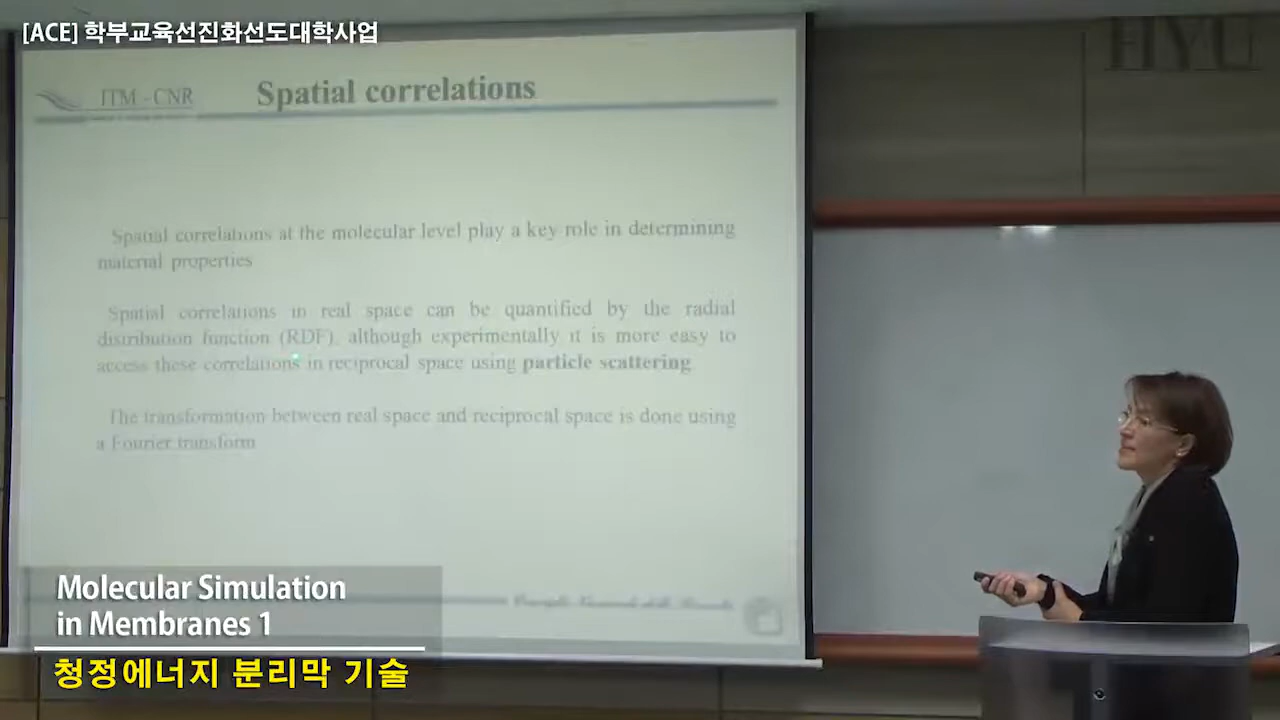 [ACE] 학부교육선진화선도대학사업
HYU
ITM - CNR
Spatial correlations
Spatial correlations at the molecular level play a key role in determining
material properties
Spatial correlations in real space can be quantified by the radial
distribution function (RDF), although experimentally it is more easy to
access these correlations in reciprocal space using particle scattering
The transformation between real space and reciprocal space is done using
a Fourier transform
Molecular Simulation
in Membranes 1
청정에너지 분리막 기술